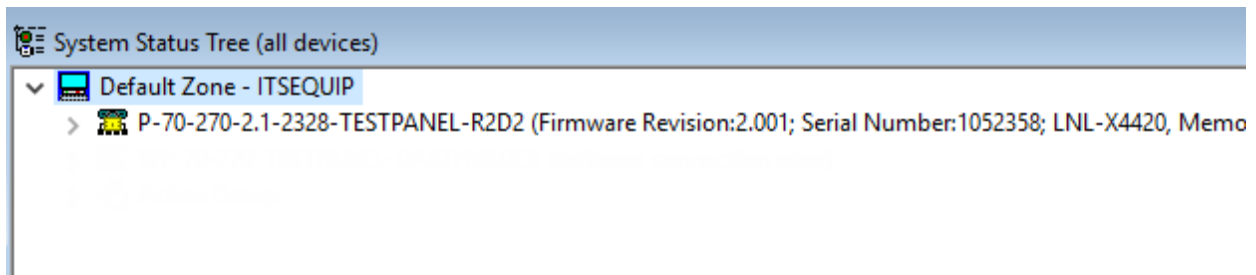 System Status Tree (all devices)
Default Zone - ITSEQUIP
P-70-270-2.1-2328-TESTPANEL-R2D2 (Firmware Revision:2.001; Serial Number:1052358; LNL-X4420, Memo